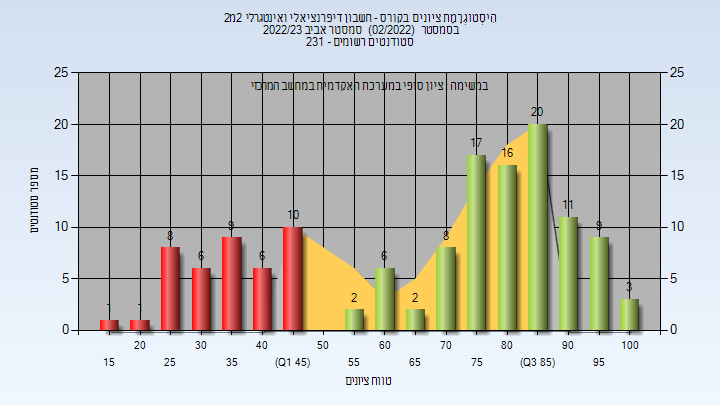 הִיסְטוֹגְרָמַת ציונים בקורס - חשבון דיפרנציאלי ואינטגרלי 2מ2
בסמסטר (02/2022) סמסטר אביב 2022/23
סטודנטים רשומים - 231
במשימה ציון סופי במערכת האקדמית במחשב המרכזי
25 25
20 20
15 15
10 10
5 5
0 0
מספר סטודנטים
1 1 8 6 9 6 10 2 6 2 8 17 16 20 11 9 3
20 30 40 50 60 70 80 90 100
15 25 35 (Q1 45) 55 65 75 (Q3 85) 95
טווח ציונים